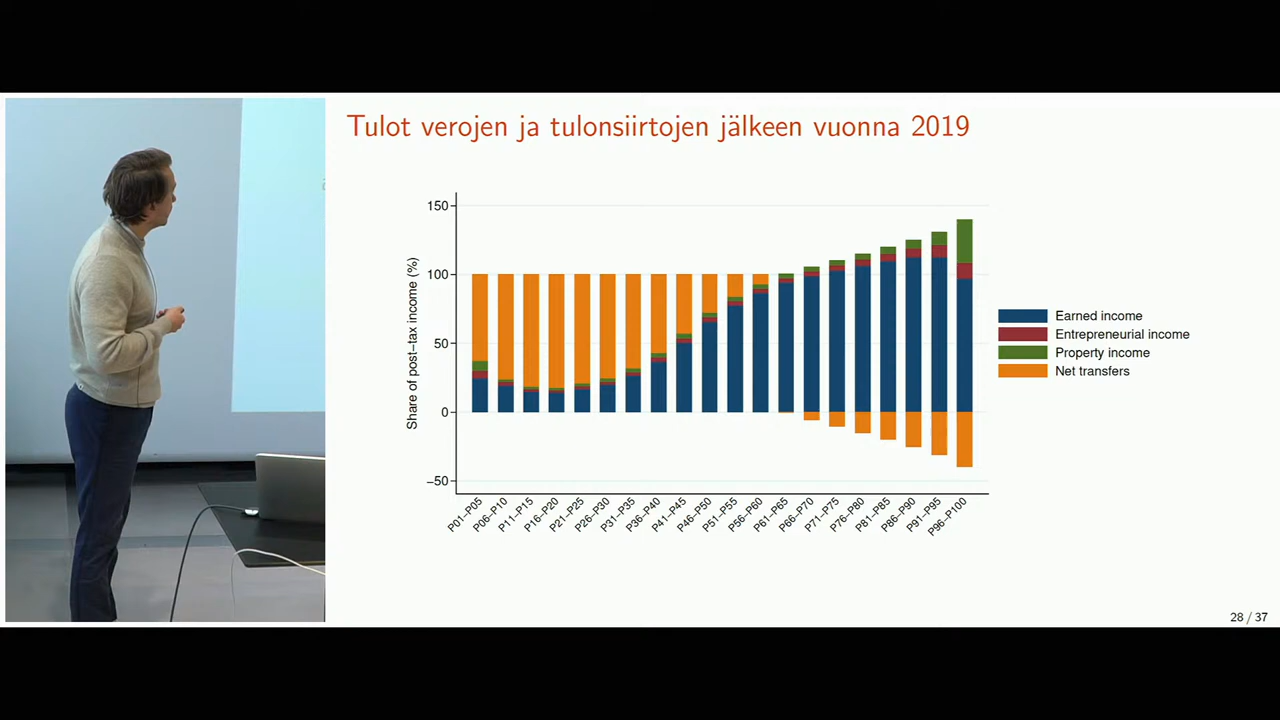 Tulot verojen ja tulonsiirtojen jälkeen vuonna 2019
Share of post−tax income (%)
150
100
50
0
−50
P01−P05
P06−P10
P11−P15
P16−P20
P21−P25
P26−P30
P31−P35
P36−P40
P41−P45
P46−P50
P51−P55
P56−P60
P61−P65
P66−P70
P71−P75
P76−P80
P81−P85
P86−P90
P91−P95
P96−P100
Earned income
Entrepreneurial income
Property income
Net transfers
28 / 37